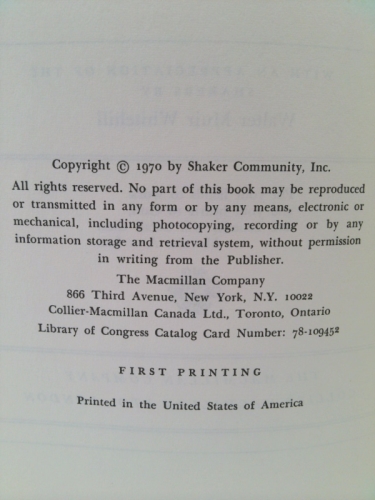 Copyright © 1970 by Shaker Community, Inc.
All rights reserved. No part of this book may be reproduced
or transmitted in any form or by any means, electronic or
mechanical, including photocopying, recording or by any
information storage and retrieval system, without permission
in writing from the Publisher.
The Macmillan Company
866 Third Avenue, New York, N.Y. 10022
Collier-Macmillan Canada Ltd., Toronto, Ontario
Library of Congress Catalog Card Number: 78-109452
FIRST PRINTING
Printed in the United States of America